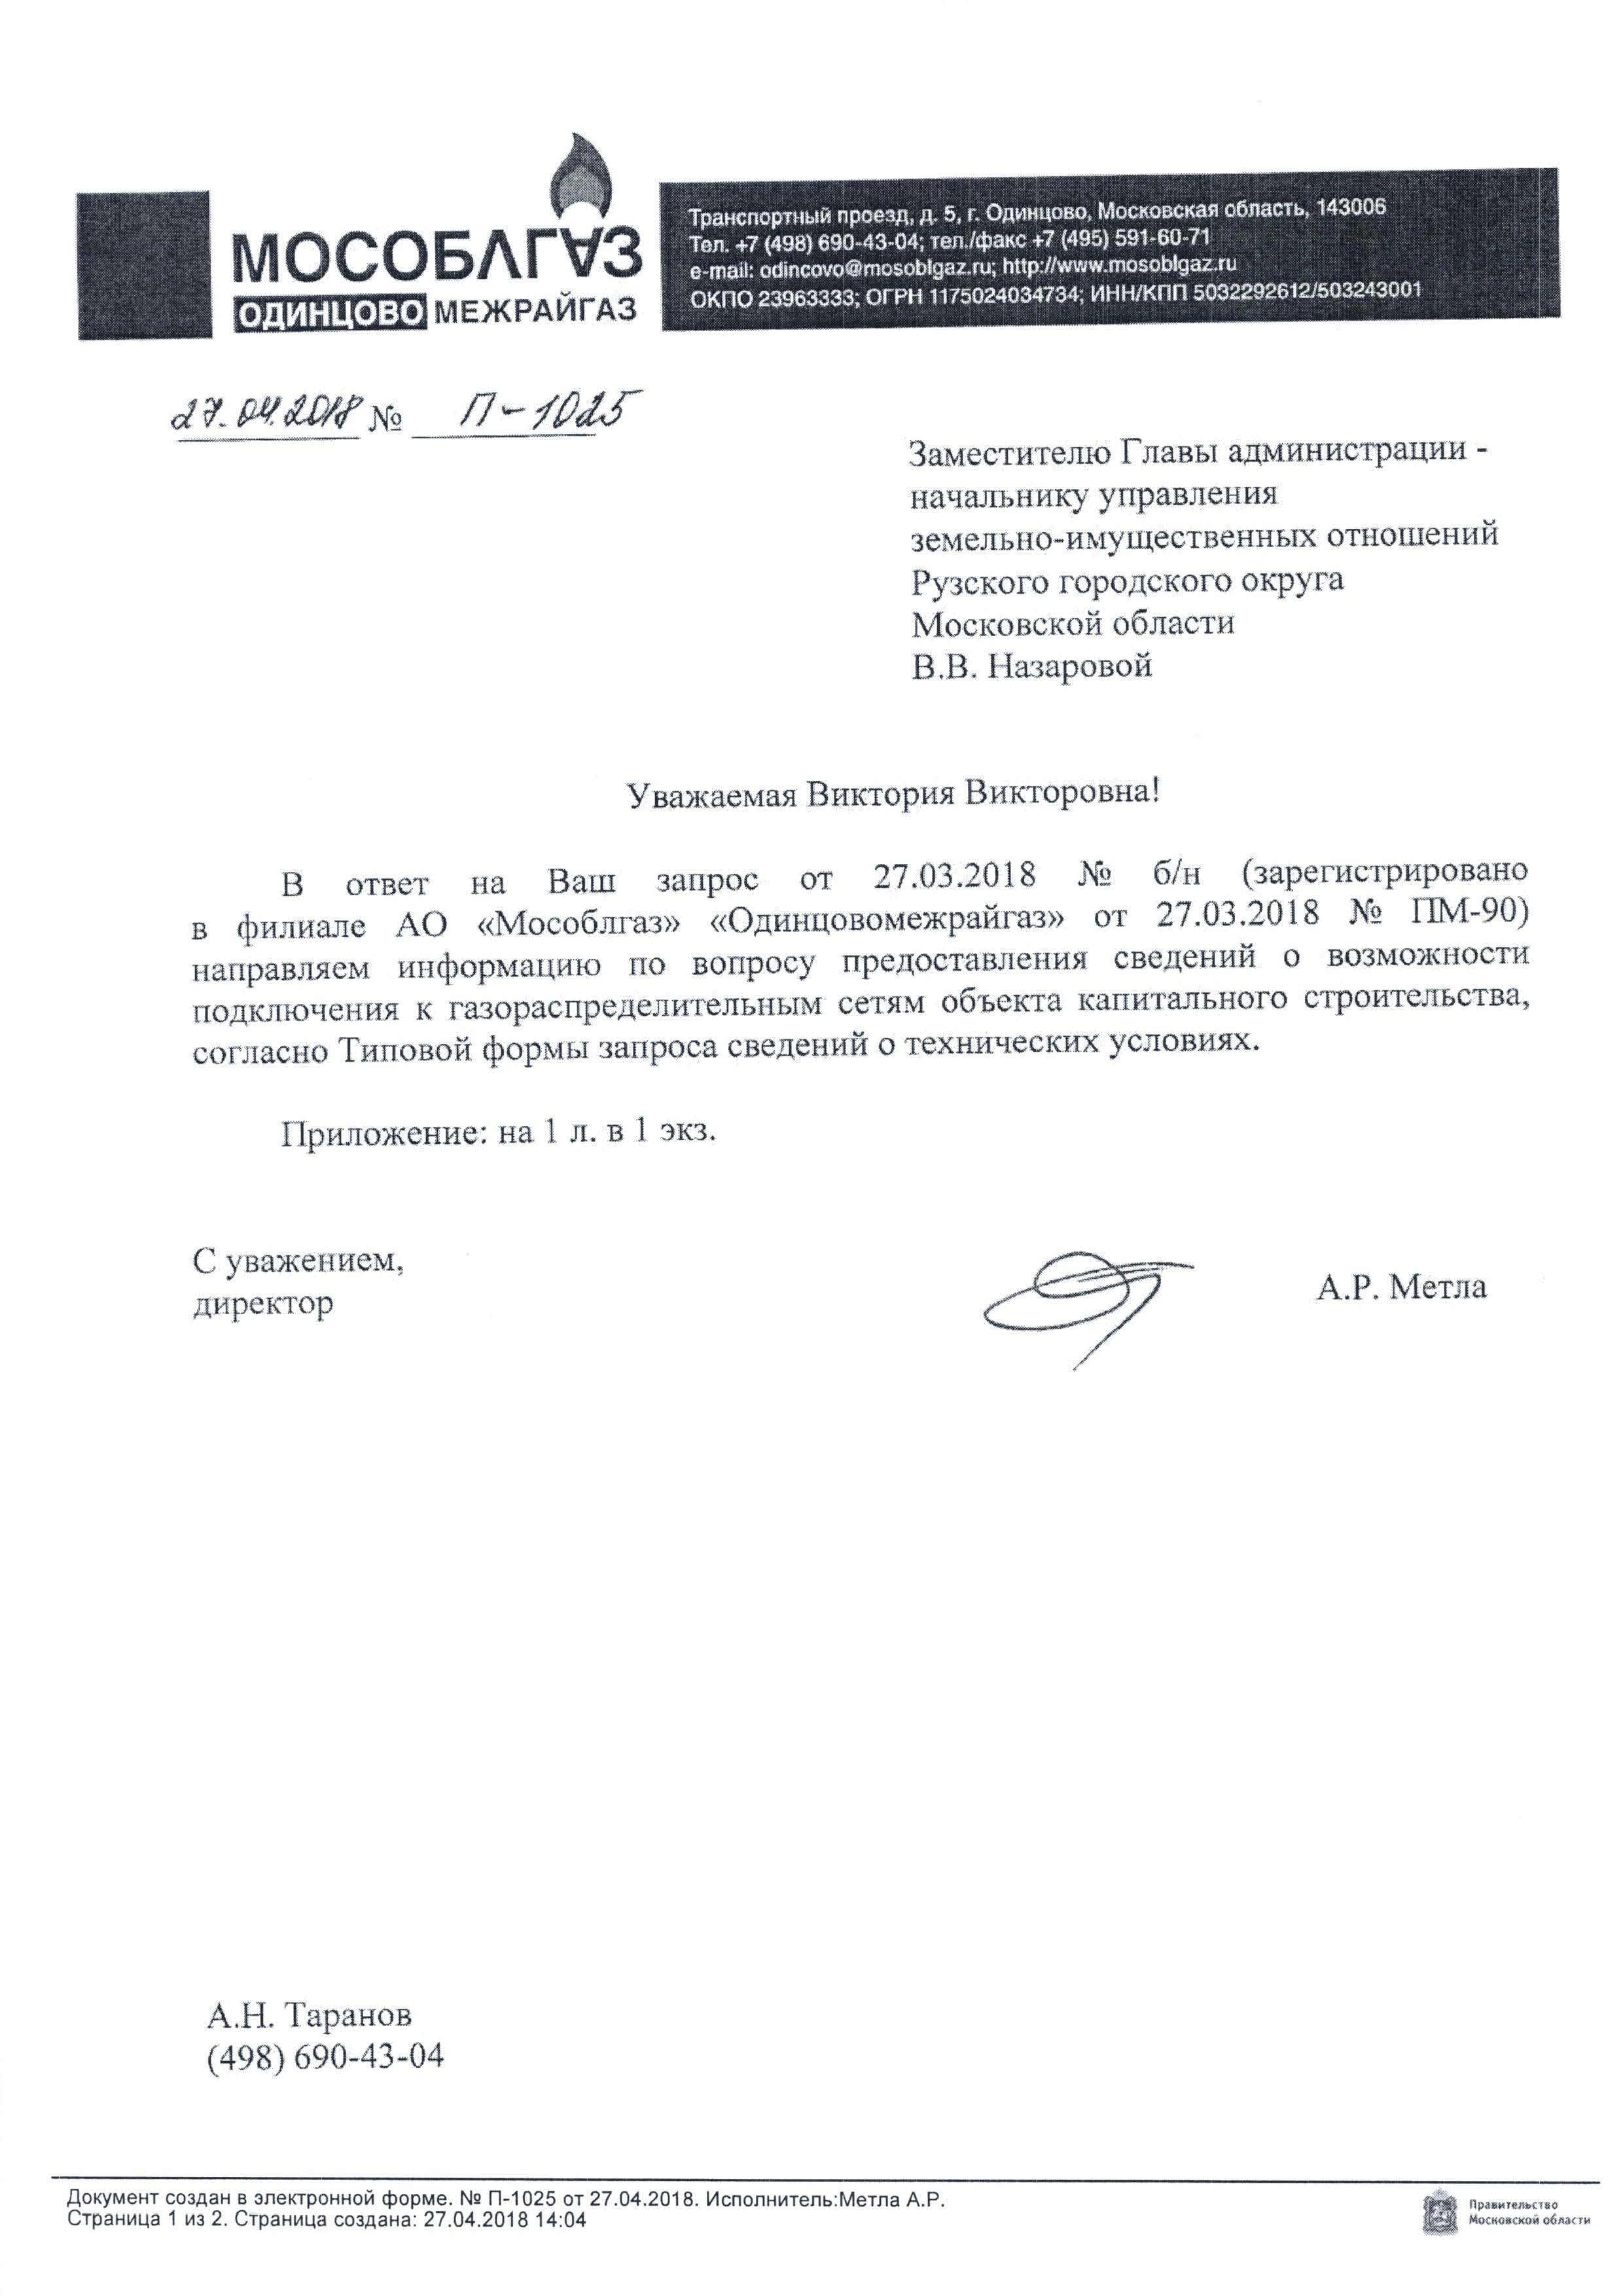 МОСОБЛГАЗ
ОДИНЦОВО МЕЖРАЙГАЗ
Транспортный проезд, д. 5, г. Одинцово, Московская область, 143006
Тел. +7 (498) 690-43-04; тел./факс +7 (495) 591-60-71
e-mail: odincovo@mosoblgaz.ru; http://www.mosoblgaz.ru
ОКПО 23963333; ОГРН 1175024034734; ИНН/КПП 5032292612/503243001
27.04.2018 № П-1025
Заместителю Главы администрации -
начальнику управления
земельно-имущественных отношений
Рузского городского округа
Московской области
В.В. Назаровой
Уважаемая Виктория Викторовна!
В ответ на Ваш запрос от 27.03.2018 № б/н (зарегистрировано
в филиале АО «Мособлгаз» «Одинцовомежрайгаз» от 27.03.2018 № ПМ-90)
направляем информацию по вопросу предоставления сведений о возможности
подключения к газораспределительным сетям объекта капитального строительства,
согласно Типовой формы запроса сведений о технических условиях.
Приложение: на 1 л. в 1 экз.
С уважением,
директор
А.Р. Метла
А.Н. Таранов
(498) 690-43-04
Документ создан в электронной форме. № П-1025 от 27.04.2018. Исполнитель:Метла А.Р.
Страница 1 из 2. Страница создана: 27.04.2018 14:04
Правительство
Московской области